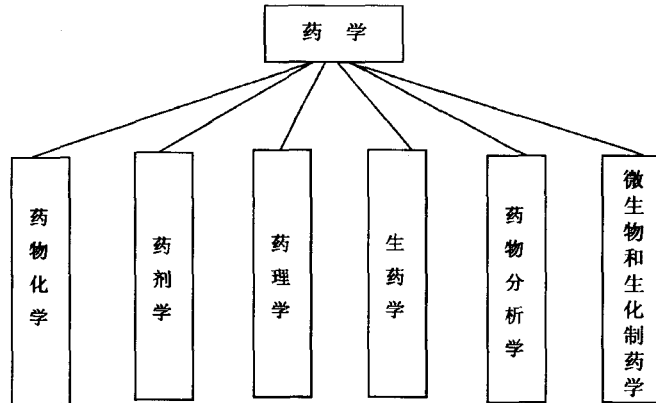 药 学
药物化学
药剂学
药理学
生药学
药物分析学
微生物和生化制药学